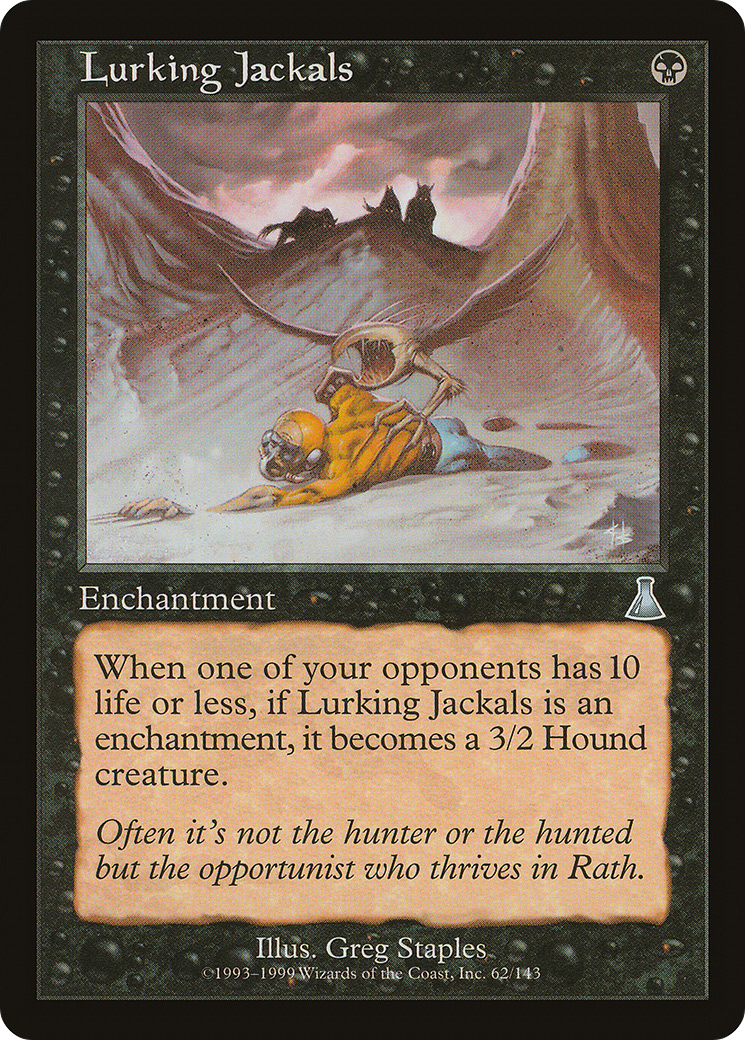 Lurking Jackals
Enchantment
When one of your opponents has 10
life or less, if Lurking Jackals is an
enchantment, it becomes a 3/2 Hound
creature.
Often it's not the hunter or the hunted
but the opportunist who thrives in Rath.
Illus. Greg Staples
©1993–1999 Wizards of the Coast, Inc. 62/143